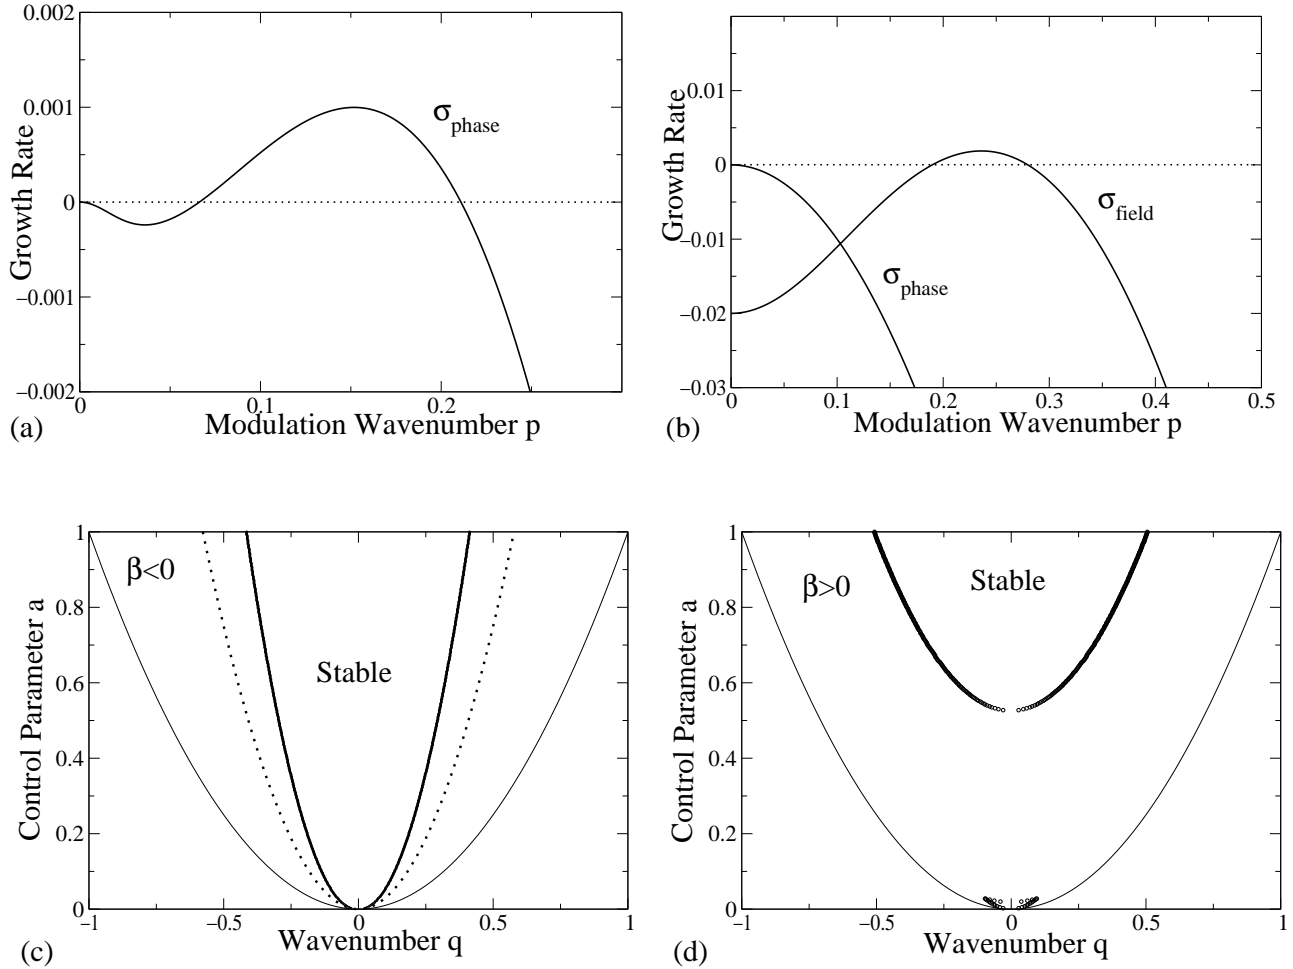 0.002
0.001
0
−0.001
−0.002
0
0.1
0.2
Growth Rate
σphase
Modulation Wavenumber p
(a)
0.01
0
−0.01
−0.02
−0.03
0
0.1
0.2
0.3
0.4
0.5
Growth Rate
σfield
σphase
Modulation Wavenumber p
(b)
1
0.8
0.6
0.4
0.2
0
−1
−0.5
0
0.5
1
Control Parameter a
β<0
Stable
Wavenumber q
(c)
1
0.8
0.6
0.4
0.2
0
−1
−0.5
0
0.5
1
Control Parameter a
β>0
Stable
Wavenumber q
(d)